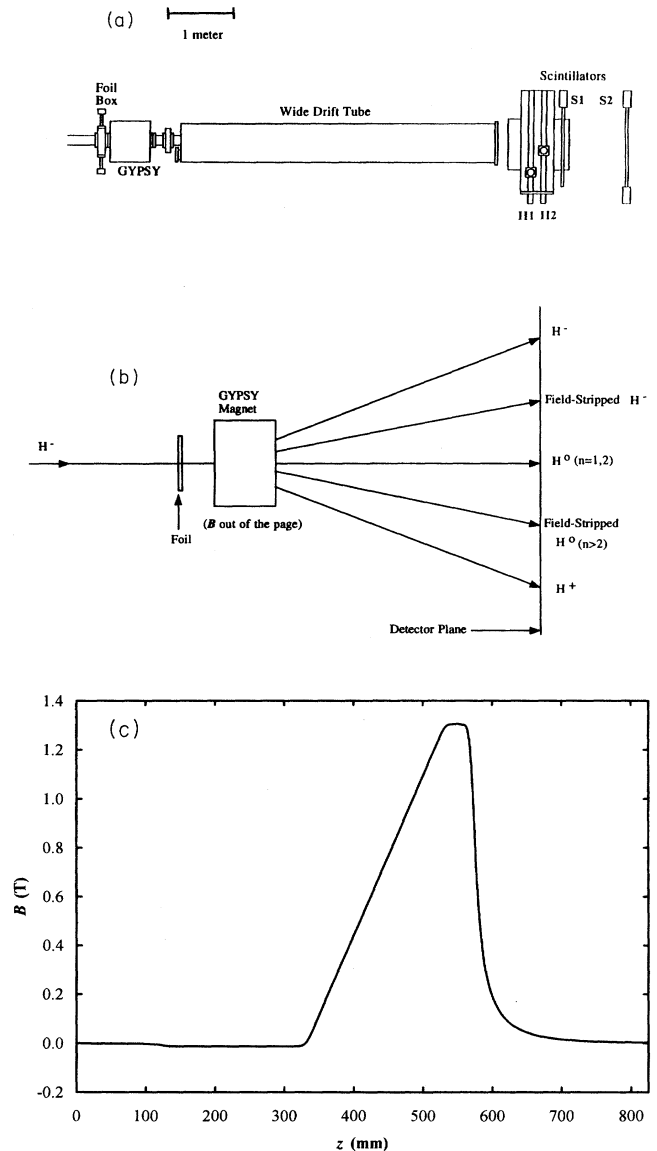 (a)
1 meter
Foil
Box
GYPSY
Wide Drift Tube
Scintillators
S1 S2
H1 H2
(b)
H⁻
Foil
GYPSY
Magnet
(B out of the page)
H⁻
Field-Stripped H⁻
H⁰ (n=1,2)
Field-Stripped
H⁰ (n>2)
H⁺
Detector Plane
(c)
B (T)
1.4
1.2
1.0
0.8
0.6
0.4
0.2
0.0
-0.2
0 100 200 300 400 500 600 700 800
z (mm)